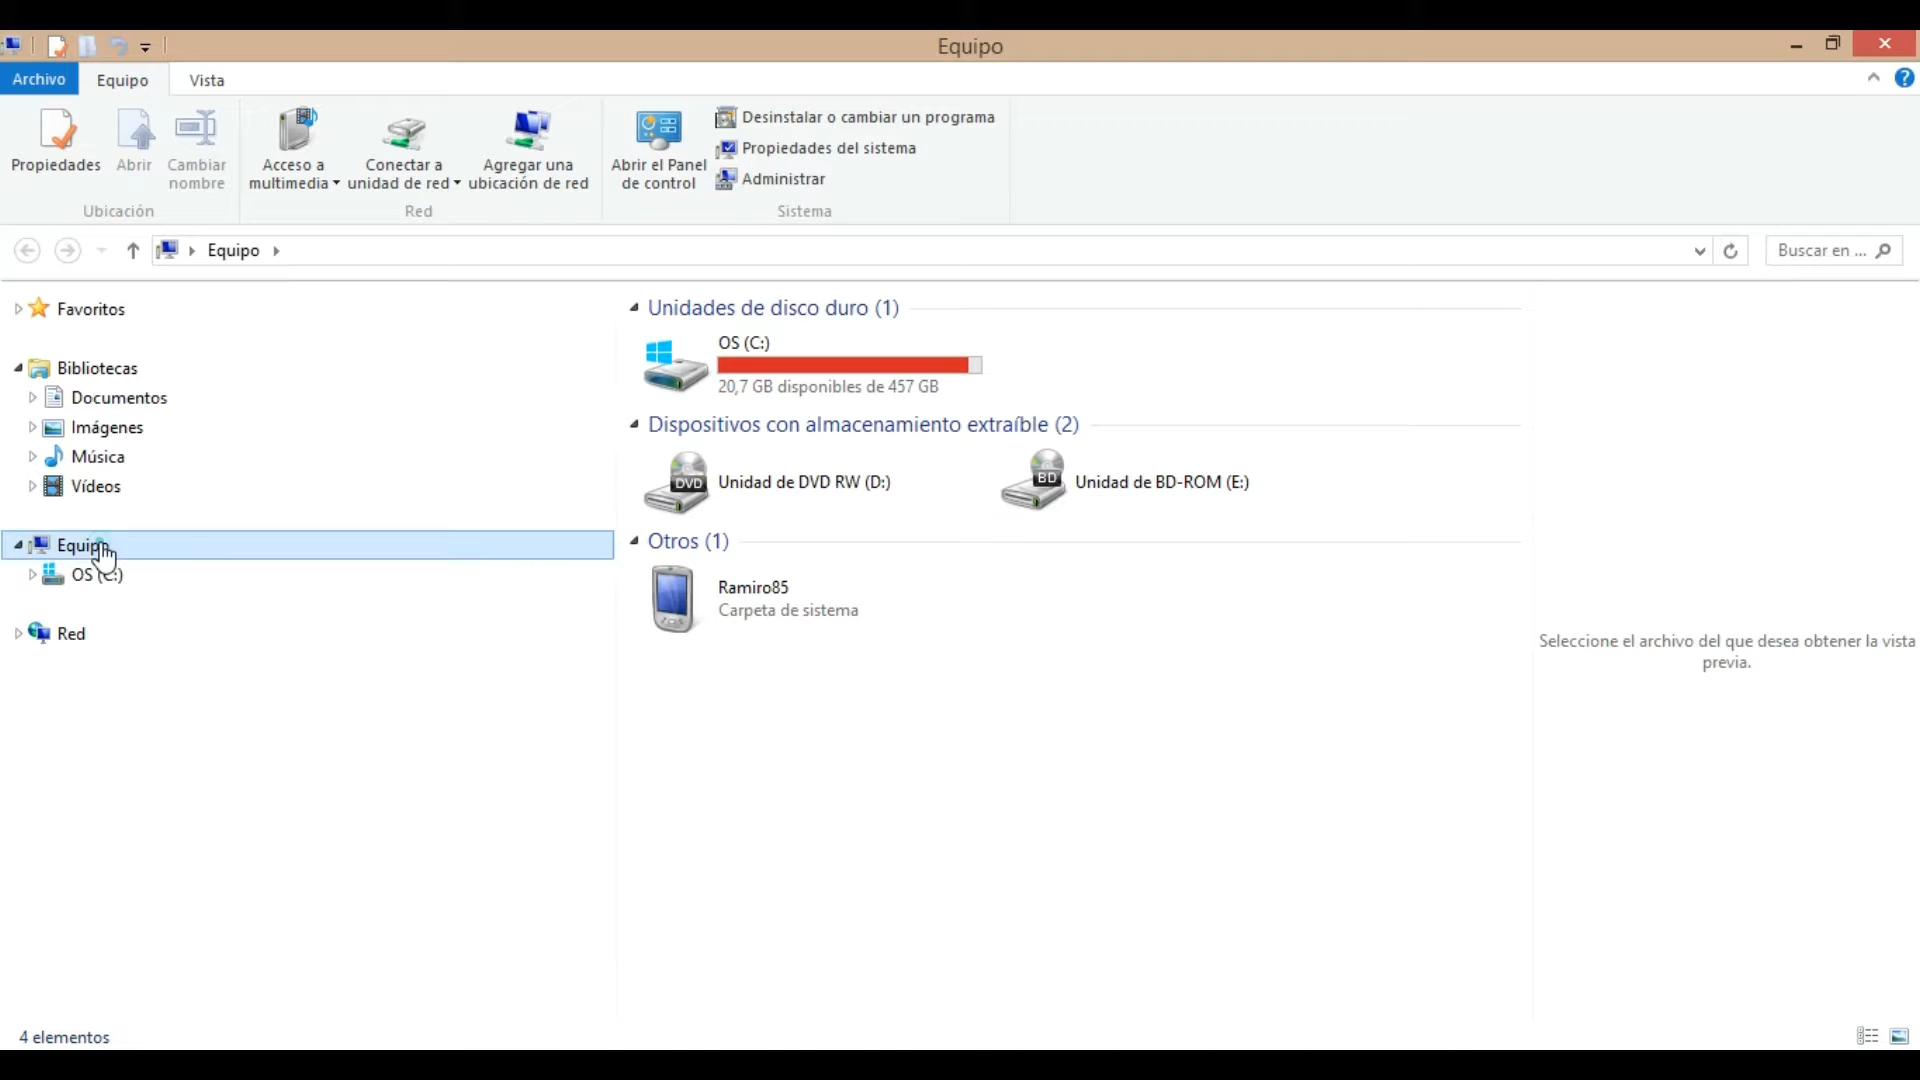 Equipo
Archivo
Equipo
Vista
Propiedades
Abrir
Cambiar
nombre
Ubicación
Acceso a
multimedia
Conectar a
unidad de red
Agregar una
ubicación de red
Red
Abrir el Panel
de control
Desinstalar o cambiar un programa
Propiedades del sistema
Administrar
Sistema
Equipo
Buscar en ...
Favoritos
Bibliotecas
Documentos
Imágenes
Música
Vídeos
Equipo
OS (C:)
Red
Unidades de disco duro (1)
OS (C:)
20,7 GB disponibles de 457 GB
Dispositivos con almacenamiento extraíble (2)
DVD
Unidad de DVD RW (D:)
BD
Unidad de BD-ROM (E:)
Otros (1)
Ramiro85
Carpeta de sistema
Seleccione el archivo del que desea obtener la vista
previa.
4 elementos